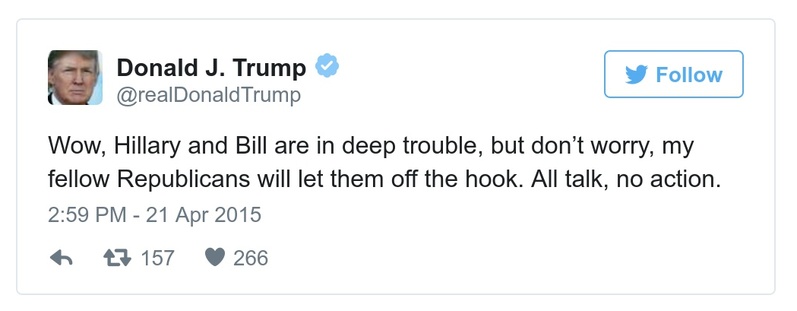 Donald J. Trump
@realDonaldTrump
Follow
Wow, Hillary and Bill are in deep trouble, but don’t worry, my
fellow Republicans will let them off the hook. All talk, no action.
2:59 PM - 21 Apr 2015
157 266